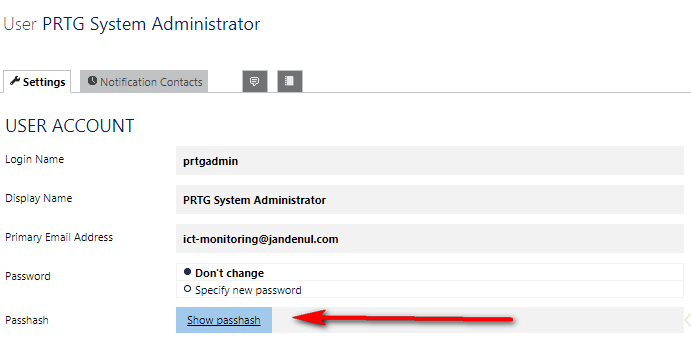 User PRTG System Administrator
Settings Notification Contacts
USER ACCOUNT
Login Name prtgadmin
Display Name PRTG System Administrator
Primary Email Address ict-monitoring@jandenul.com
Password Don't change
Specify new password
Passhash Show passhash